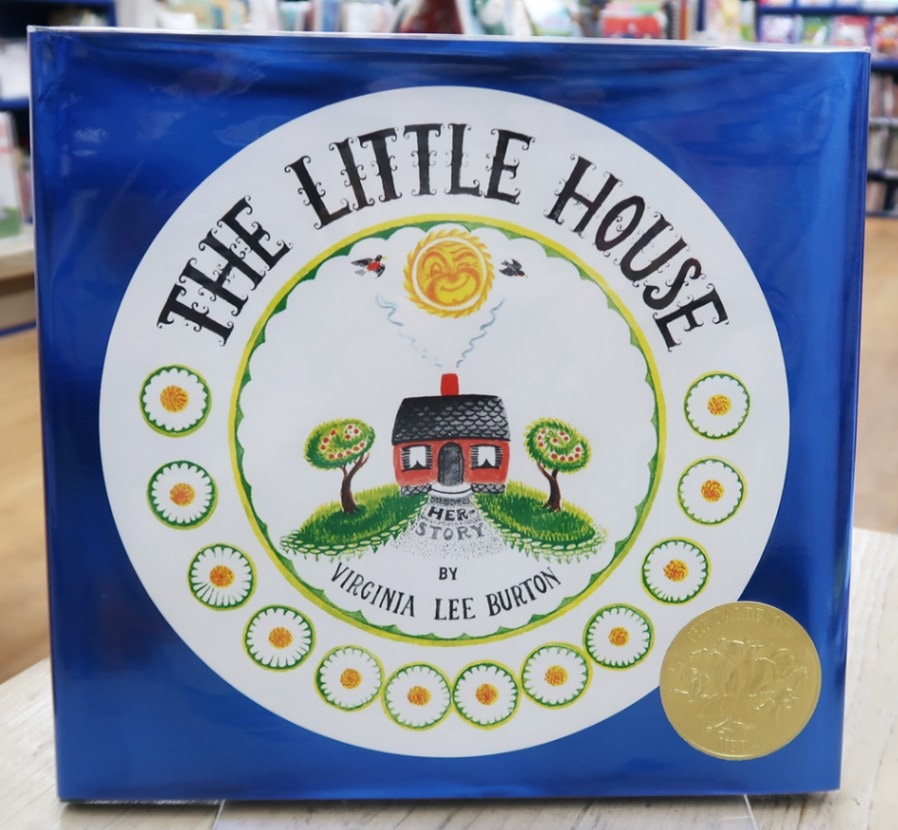 THE LITTLE HOUSE
HER-
STORY
BY
VIRGINIA LEE BURTON